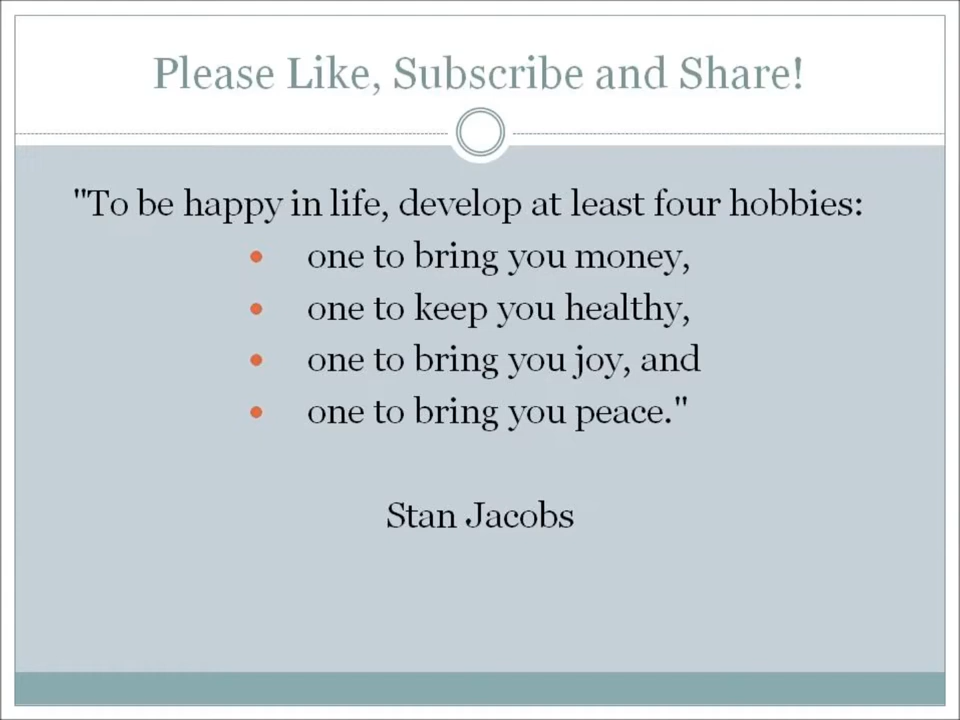 Please Like, Subscribe and Share!
"To be happy in life, develop at least four hobbies:
• one to bring you money,
• one to keep you healthy,
• one to bring you joy, and
• one to bring you peace."
Stan Jacobs